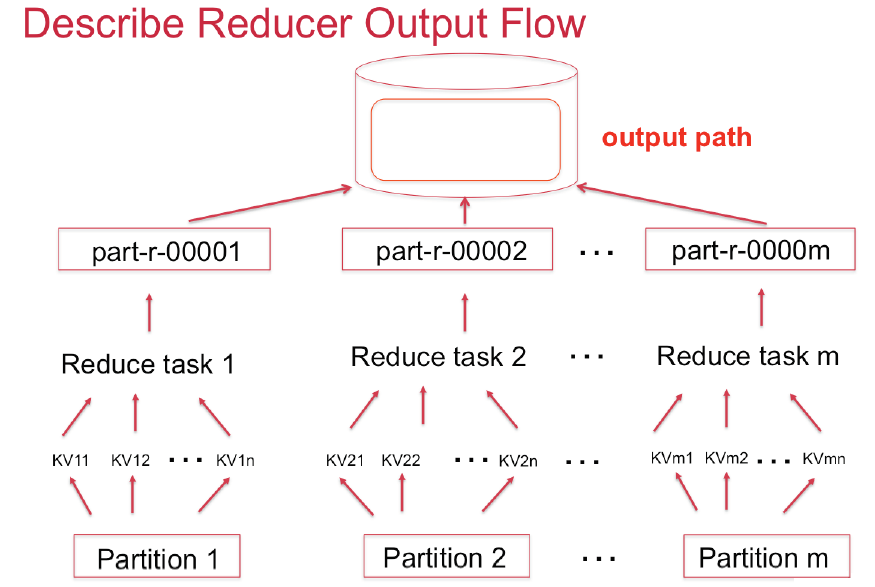 Describe Reducer Output Flow
output path
part-r-00001 part-r-00002 ... part-r-0000m
Reduce task 1 Reduce task 2 ... Reduce task m
KV11 KV12 ... KV1n KV21 KV22 ... KV2n ... KVm1 KVm2 ... KVmn
Partition 1 Partition 2 ... Partition m